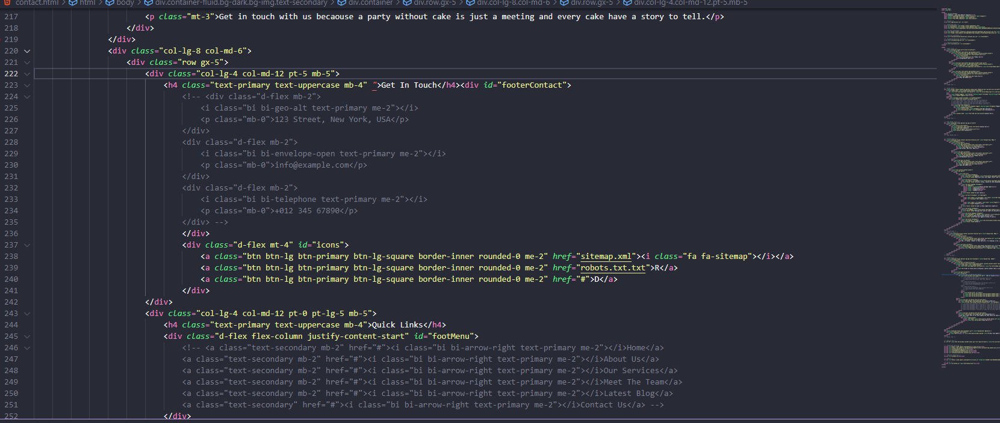 contact.html > html > body > div.container-fluid.bg-dark.bg-img.text-secondary > div.container > div.row.gx-5 > div.col-lg-8.col-md-6 > div.row.gx-5 > div.col-lg-4.col-md-12.pt-5.mb-5
217 <p class="mt-3">Get in touch with us becaouse a party without cake is just a meeting and every cake have a story to tell.</p>
218 </div>
219 </div>
220 <div class="col-lg-8 col-md-6">
221 <div class="row gx-5">
222 <div class="col-lg-4 col-md-12 pt-5 mb-5">
223 <h4 class="text-primary text-uppercase mb-4" ">Get In Touch</h4><div id="footerContact">
224 <!-- <div class="d-flex mb-2">
225 <i class="bi bi-geo-alt text-primary me-2"></i>
226 <p class="mb-0">123 Street, New York, USA</p>
227 </div>
228 <div class="d-flex mb-2">
229 <i class="bi bi-envelope-open text-primary me-2"></i>
230 <p class="mb-0">info@example.com</p>
231 </div>
232 <div class="d-flex mb-2">
233 <i class="bi bi-telephone text-primary me-2"></i>
234 <p class="mb-0">+012 345 67890</p>
235 </div> -->
236 </div>
237 <div class="d-flex mt-4" id="icons">
238 <a class="btn btn-lg btn-primary btn-lg-square border-inner rounded-0 me-2" href="sitemap.xml"><i class="fa fa-sitemap"></i></a>
239 <a class="btn btn-lg btn-primary btn-lg-square border-inner rounded-0 me-2" href="robots.txt.txt">R</a>
240 <a class="btn btn-lg btn-primary btn-lg-square border-inner rounded-0 me-2" href="#">D</a>
241 </div>
242 </div>
243 <div class="col-lg-4 col-md-12 pt-0 pt-lg-5 mb-5">
244 <h4 class="text-primary text-uppercase mb-4">Quick Links</h4>
245 <div class="d-flex flex-column justify-content-start" id="footMenu">
246 <!-- <a class="text-secondary mb-2" href="#"><i class="bi bi-arrow-right text-primary me-2"></i>Home</a>
247 <a class="text-secondary mb-2" href="#"><i class="bi bi-arrow-right text-primary me-2"></i>About Us</a>
248 <a class="text-secondary mb-2" href="#"><i class="bi bi-arrow-right text-primary me-2"></i>Our Services</a>
249 <a class="text-secondary mb-2" href="#"><i class="bi bi-arrow-right text-primary me-2"></i>Meet The Team</a>
250 <a class="text-secondary mb-2" href="#"><i class="bi bi-arrow-right text-primary me-2"></i>Latest Blog</a>
251 <a class="text-secondary" href="#"><i class="bi bi-arrow-right text-primary me-2"></i>Contact Us</a> -->
252 </div>